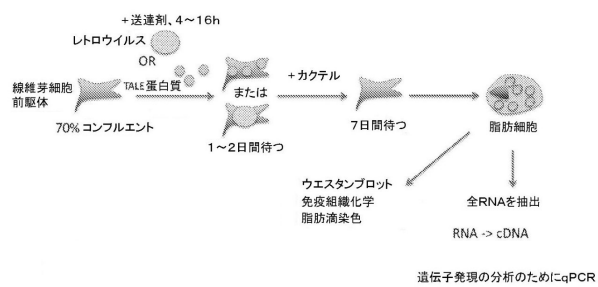 +送達剤、4～16h
レトロウイルス
OR
TALE蛋白質
線維芽細胞
前駆体
70% コンフルエント
または
1～2日間待つ
+カクテル
7日間待つ
脂肪細胞
ウエスタンブロット
免疫組織化学
脂肪滴染色
全RNAを抽出
RNA -> cDNA
遺伝子発現の分析のためにqPCR